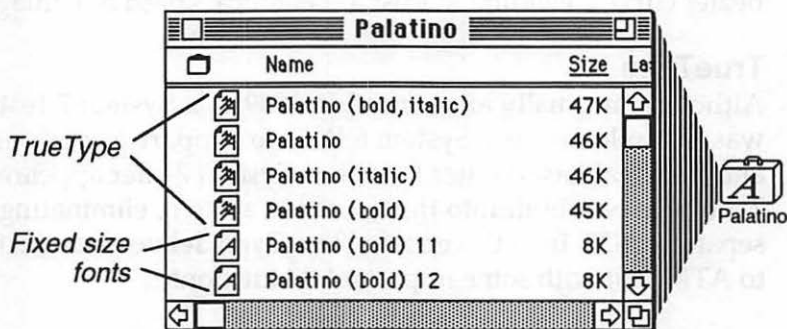 Palatino
Name Size La
TrueType
Palatino (bold, italic) 47K
Palatino 46K
Palatino (italic) 46K
Palatino (bold) 45K
Fixed size
fonts
Palatino (bold) 11 8K
Palatino (bold) 12 8K
A
Palatino